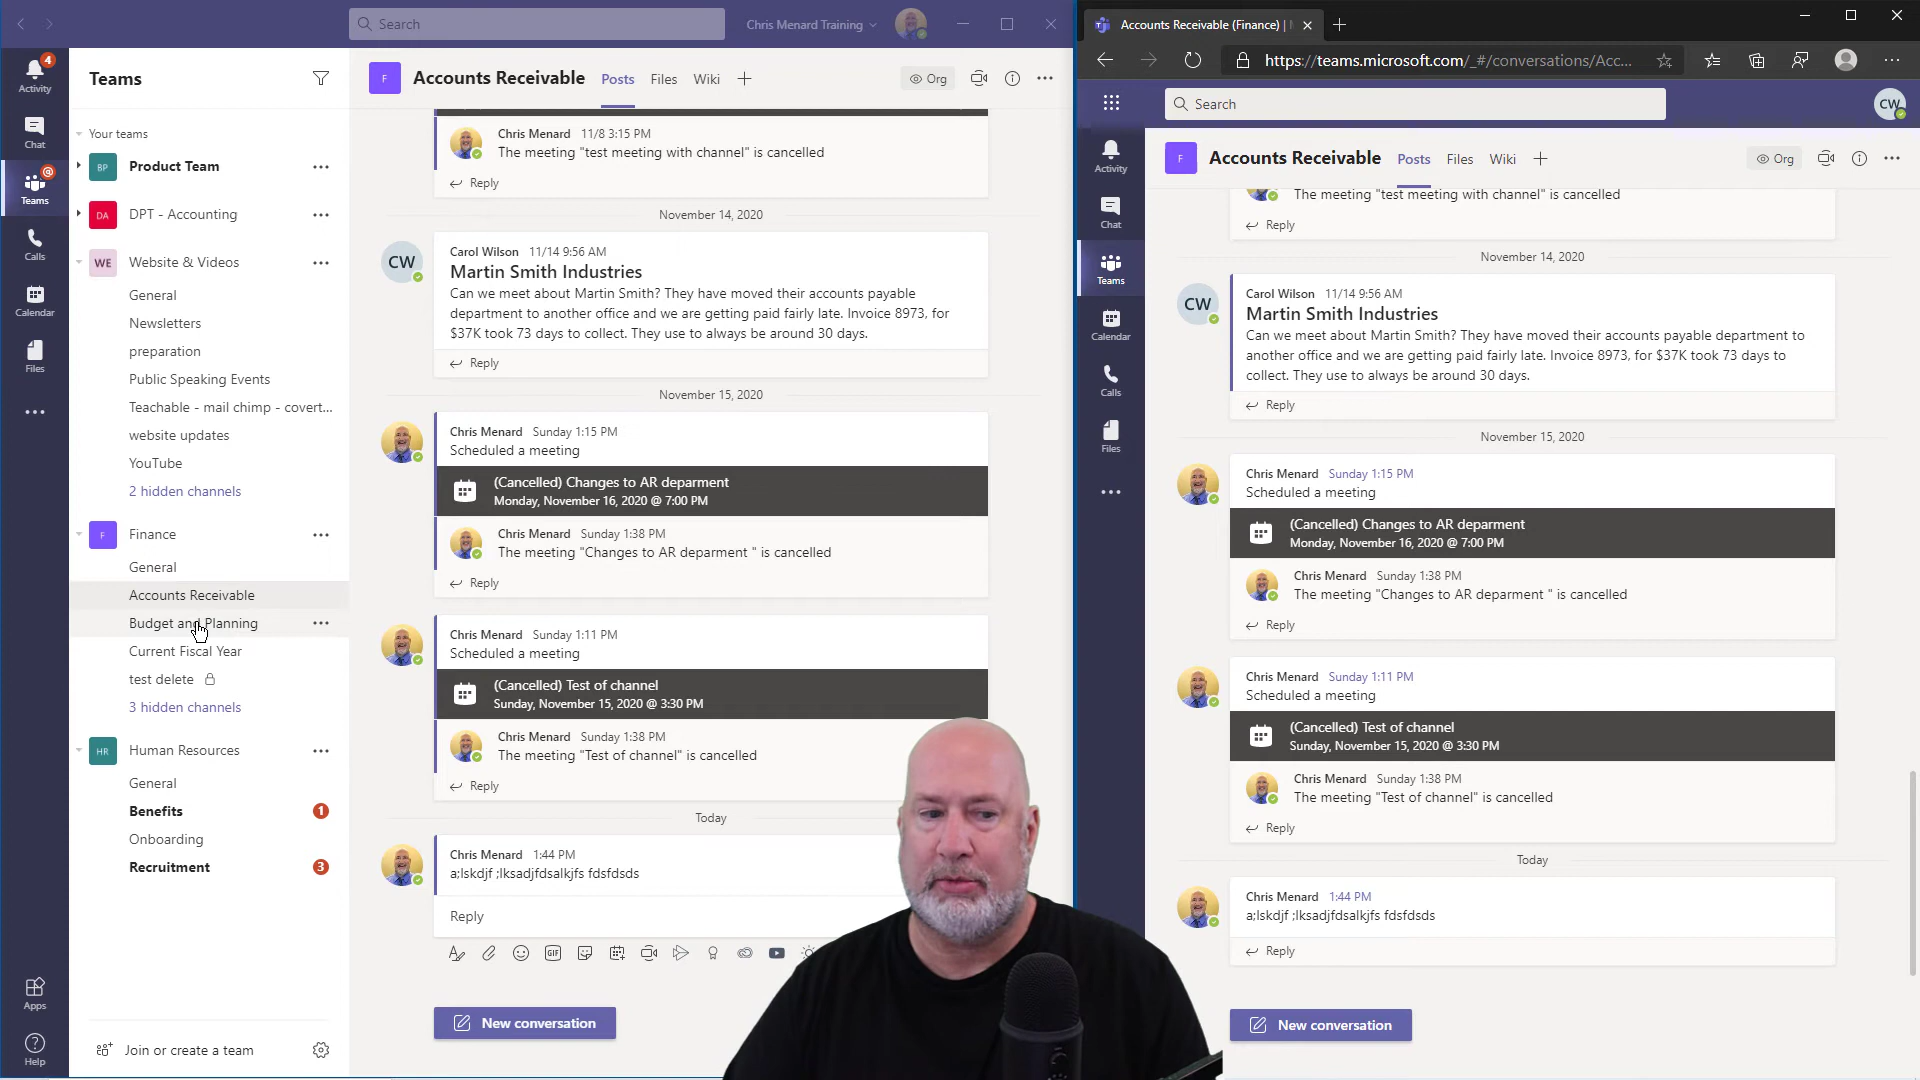 Search
Chris Menard Training
4
Activity
Chat
Teams
Calls
Calendar
Files
Apps
Help
Teams
Your teams
BP Product Team
DA DPT - Accounting
WE Website & Videos
General
Newsletters
preparation
Public Speaking Events
Teachable - mail chimp - covert...
website updates
YouTube
2 hidden channels
F Finance
General
Accounts Receivable
Budget and Planning
Current Fiscal Year
test delete
3 hidden channels
HR Human Resources
General
Benefits 1
Onboarding
Recruitment 3
Join or create a team
F Accounts Receivable Posts Files Wiki Org
Chris Menard 11/8 3:15 PM
The meeting "test meeting with channel" is cancelled
Reply
November 14, 2020
CW
Carol Wilson 11/14 9:56 AM
Martin Smith Industries
Can we meet about Martin Smith? They have moved their accounts payable
department to another office and we are getting paid fairly late. Invoice 8973, for
$37K took 73 days to collect. They use to always be around 30 days.
Reply
November 15, 2020
Chris Menard Sunday 1:15 PM
Scheduled a meeting
(Cancelled) Changes to AR deparment
Monday, November 16, 2020 @ 7:00 PM
Chris Menard Sunday 1:38 PM
The meeting "Changes to AR deparment " is cancelled
Reply
Chris Menard Sunday 1:11 PM
Scheduled a meeting
(Cancelled) Test of channel
Sunday, November 15, 2020 @ 3:30 PM
Chris Menard Sunday 1:38 PM
The meeting "Test of channel" is cancelled
Reply
Today
Chris Menard 1:44 PM
a;lskdjf ;lksadjfdsalkjfs fdsfdsds
Reply
GIF
New conversation
Accounts Receivable (Finance) |
https://teams.microsoft.com/_#/conversations/Acc...
Search
CW
Activity
Chat
Teams
Calendar
Calls
Files
F Accounts Receivable Posts Files Wiki Org
The meeting "test meeting with channel" is cancelled
Reply
November 14, 2020
CW
Carol Wilson 11/14 9:56 AM
Martin Smith Industries
Can we meet about Martin Smith? They have moved their accounts payable department to
another office and we are getting paid fairly late. Invoice 8973, for $37K took 73 days to
collect. They use to always be around 30 days.
Reply
November 15, 2020
Chris Menard Sunday 1:15 PM
Scheduled a meeting
(Cancelled) Changes to AR deparment
Monday, November 16, 2020 @ 7:00 PM
Chris Menard Sunday 1:38 PM
The meeting "Changes to AR deparment " is cancelled
Reply
Chris Menard Sunday 1:11 PM
Scheduled a meeting
(Cancelled) Test of channel
Sunday, November 15, 2020 @ 3:30 PM
Chris Menard Sunday 1:38 PM
The meeting "Test of channel" is cancelled
Reply
Today
Chris Menard 1:44 PM
a;lskdjf ;lksadjfdsalkjfs fdsfdsds
Reply
New conversation